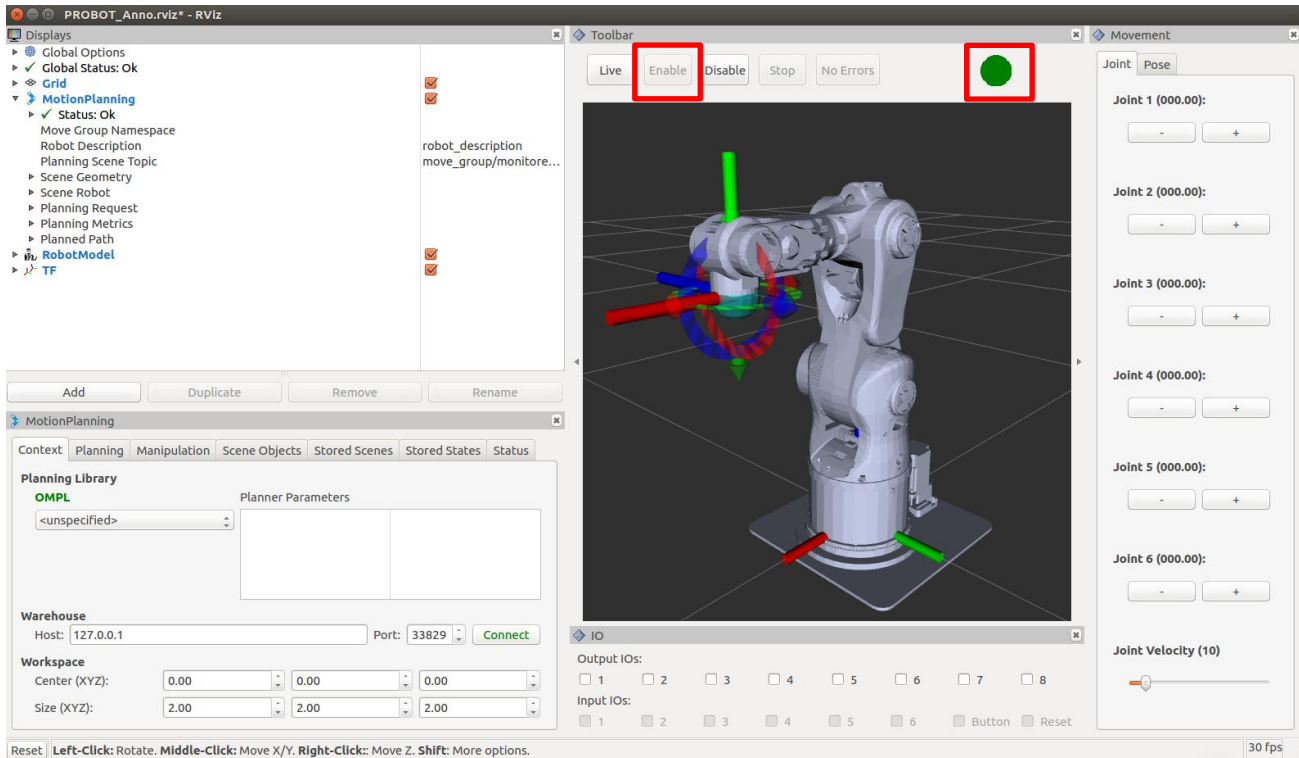 PROBOT_Anno.rviz* - RViz
Displays
Global Options
Global Status: Ok
Grid
MotionPlanning
Status: Ok
Move Group Namespace
Robot Description robot_description
Planning Scene Topic move_group/monitore...
Scene Geometry
Scene Robot
Planning Request
Planning Metrics
Planned Path
RobotModel
TF
Add Duplicate Remove Rename
MotionPlanning
Context Planning Manipulation Scene Objects Stored Scenes Stored States Status
Planning Library
OMPL Planner Parameters
<unspecified>
Warehouse
Host: 127.0.0.1 Port: 33829 Connect
Workspace
Center (XYZ): 0.00 0.00 0.00
Size (XYZ): 2.00 2.00 2.00
Toolbar
Live Enable Disable Stop No Errors
IO
Output IOs:
1 2 3 4 5 6 7 8
Input IOs:
1 2 3 4 5 6 Button Reset
Movement
Joint Pose
Joint 1 (000.00):
- +
Joint 2 (000.00):
- +
Joint 3 (000.00):
- +
Joint 4 (000.00):
- +
Joint 5 (000.00):
- +
Joint 6 (000.00):
- +
Joint Velocity (10)
Reset Left-Click: Rotate. Middle-Click: Move X/Y. Right-Click:: Move Z. Shift: More options. 30 fps